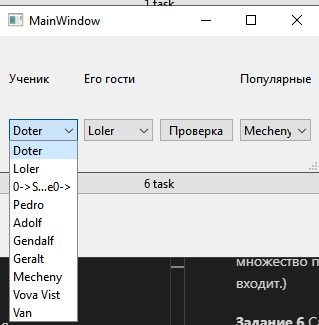 1 task
MainWindow
Ученик Его гости Популярные
Doter Loler Проверка Mecheny
Doter
Loler
0->S...e0->
Pedro
Adolf
Gendalf
Geralt
Mecheny
Vova Vist
Van
6 task
множество п
входит.)
Задание 6